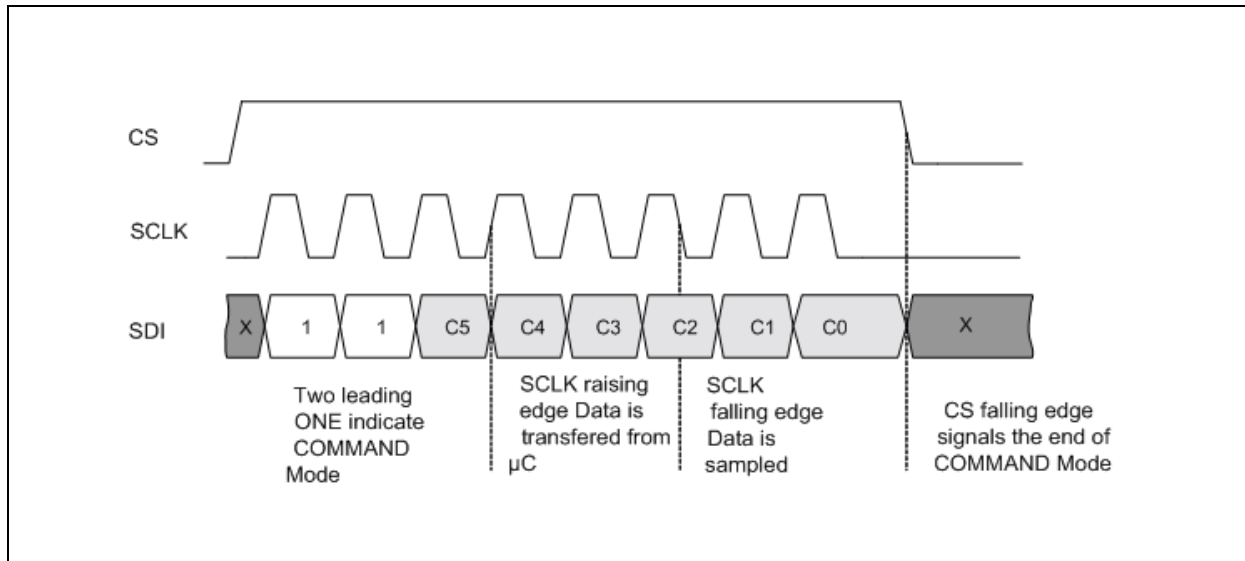 CS
SCLK
SDI
X 1 1 C5 C4 C3 C2 C1 C0 X
Two leading
ONE indicate
COMMAND
Mode
SCLK raising
edge Data is
transfered from
µC
SCLK
falling edge
Data is
sampled
CS falling edge
signals the end of
COMMAND Mode